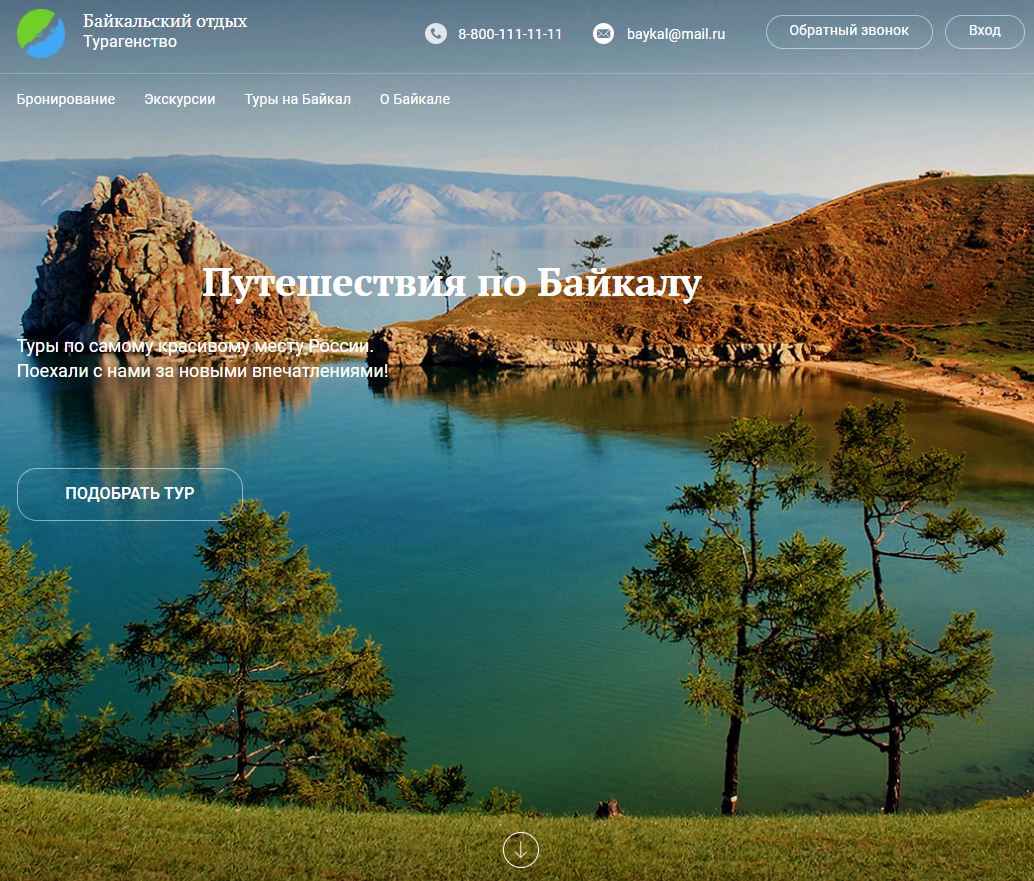 Байкальский отдых
Турагенство
8-800-111-11-11
baykal@mail.ru
Обратный звонок
Вход
Бронирование
Экскурсии
Туры на Байкал
О Байкале
Путешествия по Байкалу
Туры по самому красивому месту России.
Поехали с нами за новыми впечатлениями!
ПОДОБРАТЬ ТУР